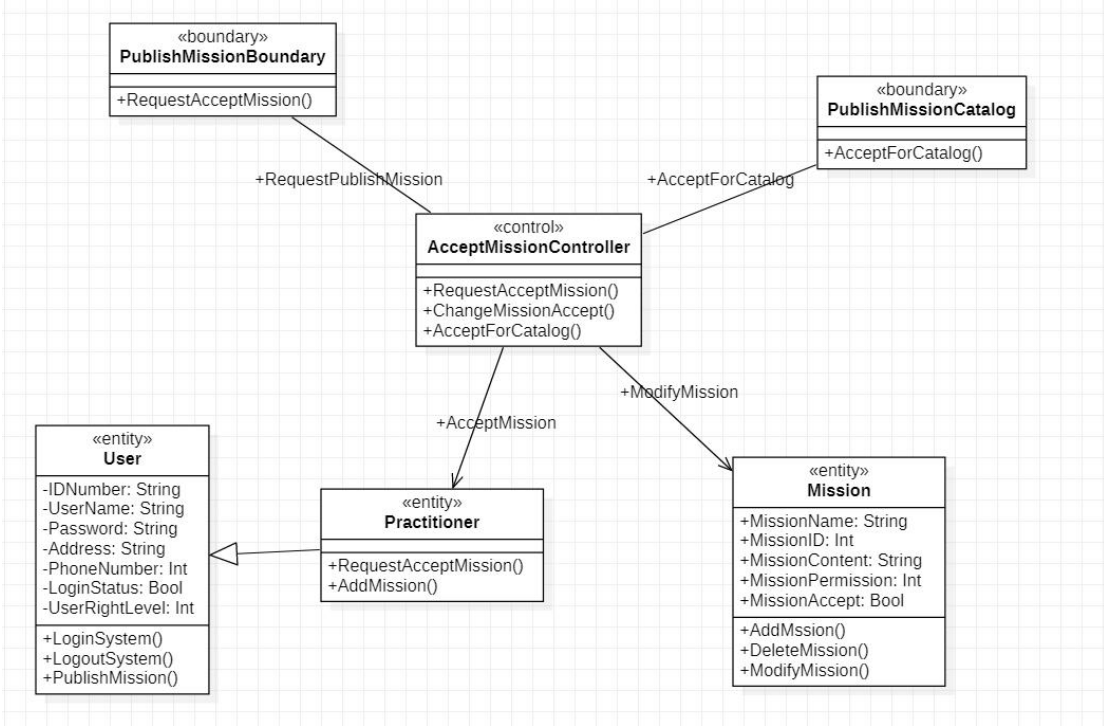 «boundary»
PublishMissionBoundary
+RequestAcceptMission()
«boundary»
PublishMissionCatalog
+AcceptForCatalog()
+RequestPublishMission
+AcceptForCatalog
«control»
AcceptMissionController
+RequestAcceptMission()
+ChangeMissionAccept()
+AcceptForCatalog()
+ModifyMission
+AcceptMission
«entity»
User
-IDNumber: String
-UserName: String
-Password: String
-Address: String
-PhoneNumber: Int
-LoginStatus: Bool
-UserRightLevel: Int
+LoginSystem()
+LogoutSystem()
+PublishMission()
«entity»
Practitioner
+RequestAcceptMission()
+AddMission()
«entity»
Mission
+MissionName: String
+MissionID: Int
+MissionContent: String
+MissionPermission: Int
+MissionAccept: Bool
+AddMssion()
+DeleteMission()
+ModifyMission()